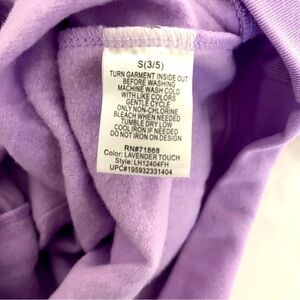 S(3/5)
TURN GARMENT INSIDE OUT
BEFORE WASHING
MACHINE WASH COLD
WITH LIKE COLORS
GENTLE CYCLE
ONLY NON-CHLORINE
BLEACH WHEN NEEDED
TUMBLE DRY LOW
COOL IRON IF NEEDED
DO NOT IRON ON DESIGN
RN#71868
Color: LAVENDER TOUCH
Style: LH12404FH
UPC#195932331404